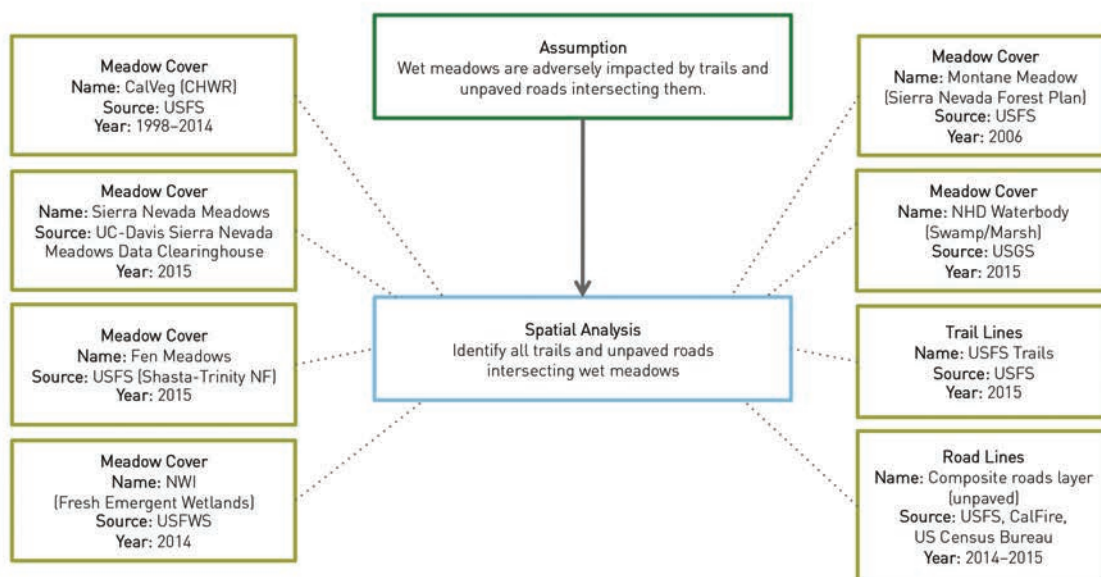 Meadow Cover
Name: CalVeg (CHWR)
Source: USFS
Year: 1998–2014
Meadow Cover
Name: Sierra Nevada Meadows
Source: UC-Davis Sierra Nevada
Meadows Data Clearinghouse
Year: 2015
Meadow Cover
Name: Fen Meadows
Source: USFS (Shasta-Trinity NF)
Year: 2015
Meadow Cover
Name: NWI
(Fresh Emergent Wetlands)
Source: USFWS
Year: 2014
Assumption
Wet meadows are adversely impacted by trails and
unpaved roads intersecting them.
Spatial Analysis
Identify all trails and unpaved roads
intersecting wet meadows
Meadow Cover
Name: Montane Meadow
(Sierra Nevada Forest Plan)
Source: USFS
Year: 2006
Meadow Cover
Name: NHD Waterbody
(Swamp/Marsh)
Source: USGS
Year: 2015
Trail Lines
Name: USFS Trails
Source: USFS
Year: 2015
Road Lines
Name: Composite roads layer
(unpaved)
Source: USFS, CalFire,
US Census Bureau
Year: 2014–2015